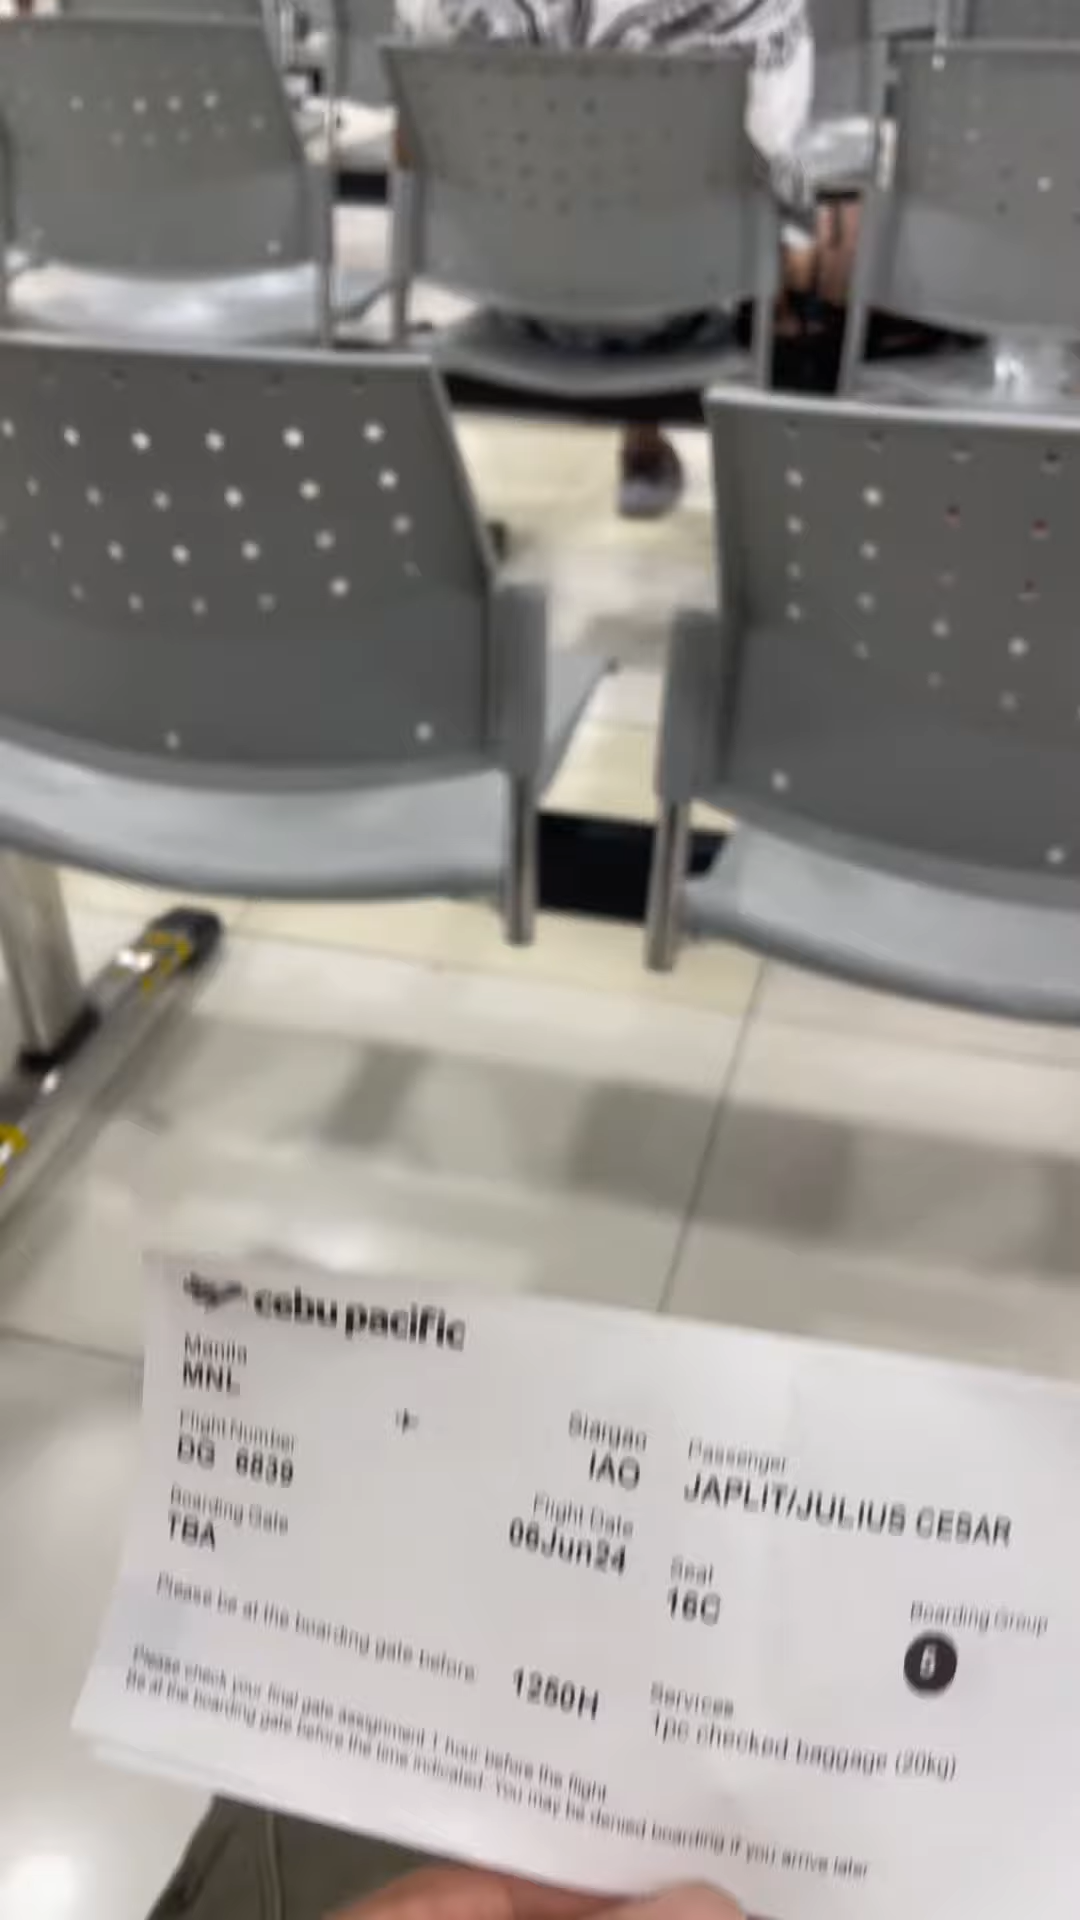 cebu pacific
Manila
MNL
Siargao
IAO
Flight Number
DG 6839
Flight Date
06Jun24
Boarding Gate
TBA
Passenger
JAPLIT/JULIUS CESAR
Seat
16C
Boarding Group
Please be at the boarding gate before 1250H
Services
1pc checked baggage (20kg)
Please check your final gate assignment 1 hour before the flight
Be at the boarding gate before the time indicated. You may be denied boarding if you arrive later